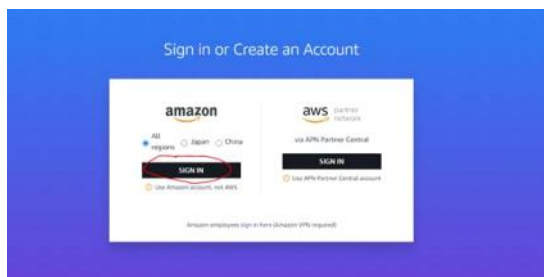 Sign in or Create an Account
amazon
All regions
Japan
China
SIGN IN
Use Amazon account, not AWS
aws partner network
via APN Partner Central
SIGN IN
Use APN Partner Central account
Amazon employees sign in here (Amazon VPN required)